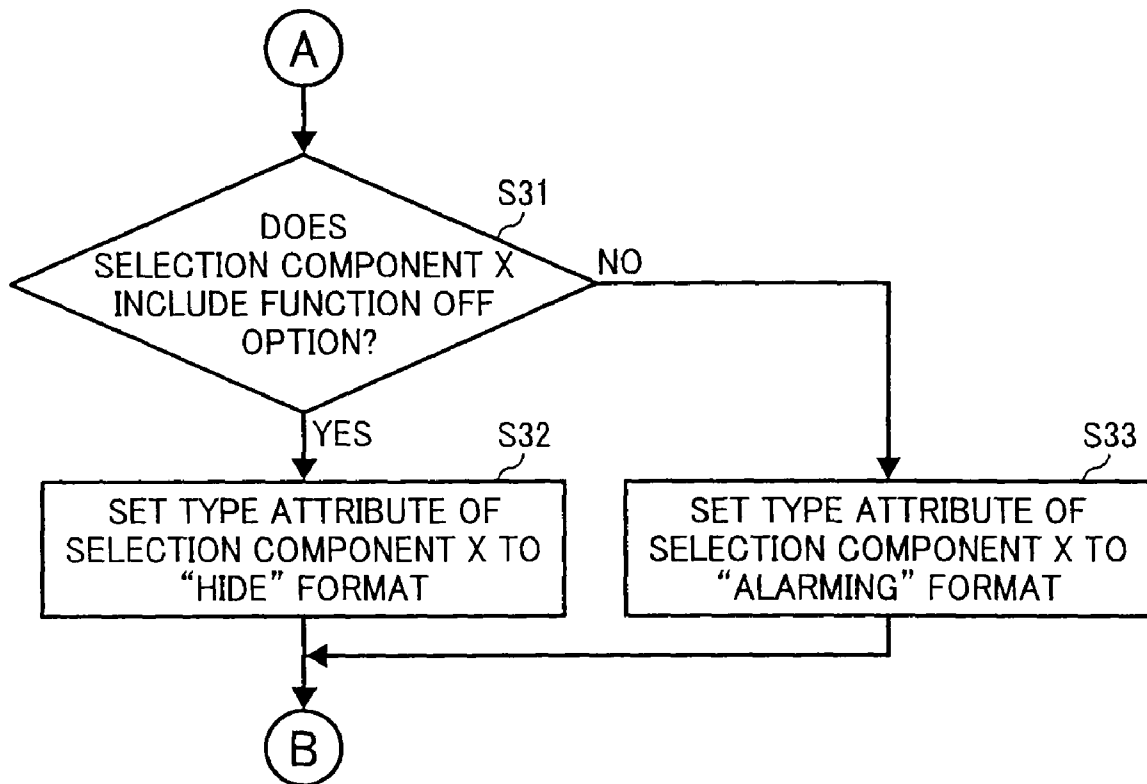 A
S31
DOES
SELECTION COMPONENT X
INCLUDE FUNCTION OFF
OPTION?
NO
YES
S32
SET TYPE ATTRIBUTE OF
SELECTION COMPONENT X TO
“HIDE” FORMAT
S33
SET TYPE ATTRIBUTE OF
SELECTION COMPONENT X TO
“ALARMING” FORMAT
B